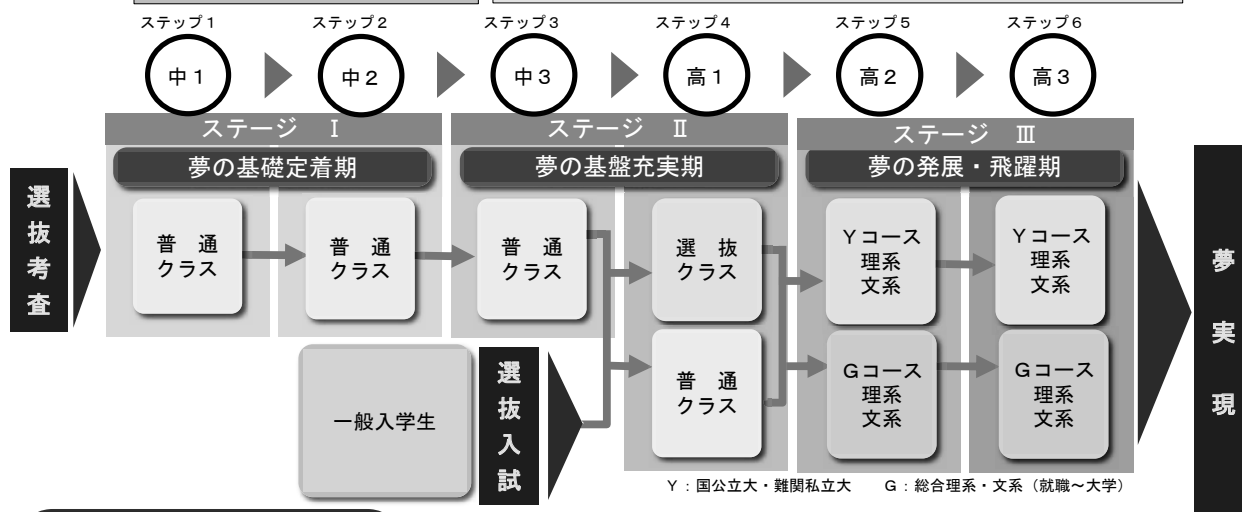 ステップ1
ステップ2
ステップ3
ステップ4
ステップ5
ステップ6
中1
中2
中3
高1
高2
高3
ステージ Ⅰ
ステージ Ⅱ
ステージ Ⅲ
夢の基礎定着期
夢の基盤充実期
夢の発展・飛躍期
選抜考査
普 通
クラス
普 通
クラス
普 通
クラス
選 抜
クラス
Yコース
理系
文系
Yコース
理系
文系
夢実現
一般入学生
選抜入試
普 通
クラス
Gコース
理系
文系
Gコース
理系
文系
Y：国公立大・難関私立大 G：総合理系・文系（就職～大学）